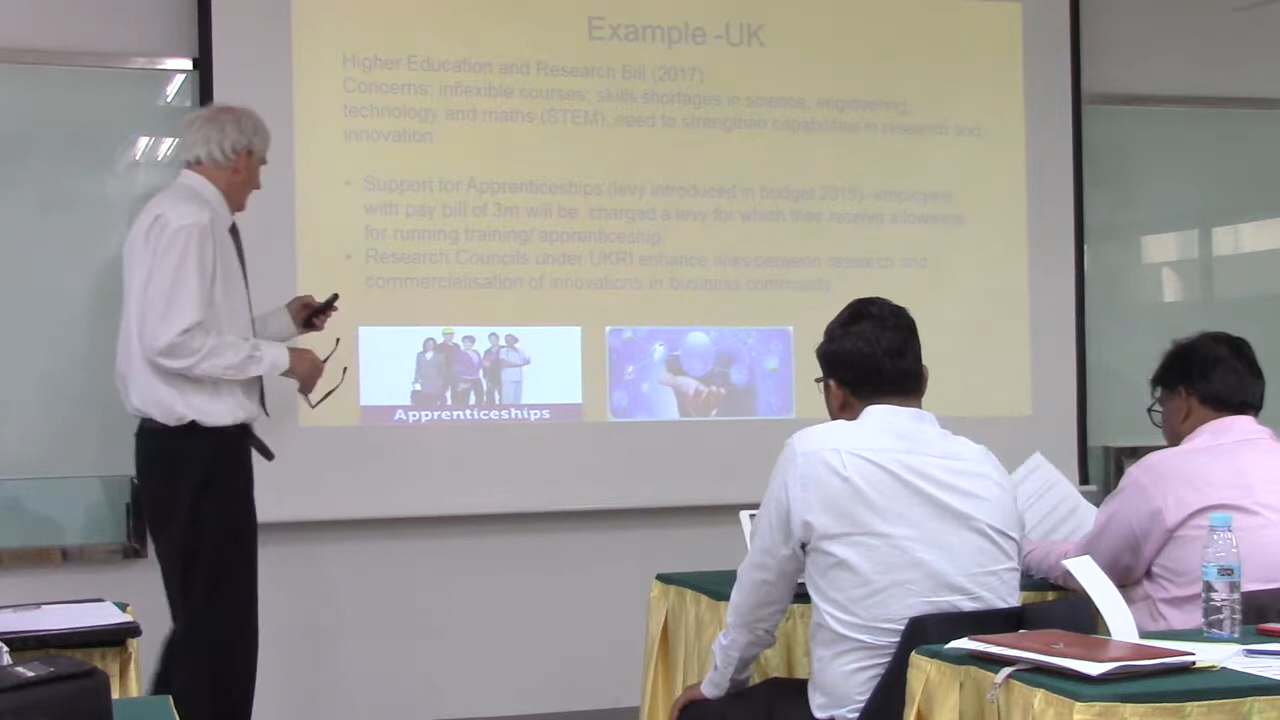 Example -UK
Higher Education and Research Bill (2017)
Concerns: inflexible courses; skills shortages in science, engineering,
technology and maths (STEM); need to strengthen capabilities in research and
innovation
• Support for Apprenticeships (levy introduced in budget 2015) -employers
with pay bill of 3m will be charged a levy for which their receive allowance
for running training/ apprenticeship.
• Research Councils under UKRI enhance links between research and
commercialisation of innovations in business community
Apprenticeships